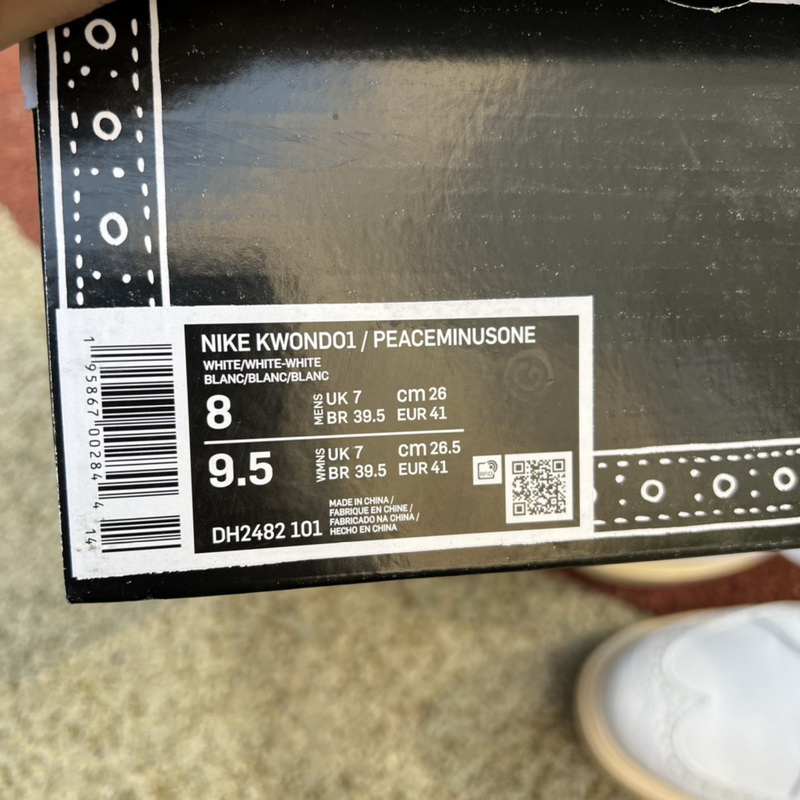 NIKE KWONDO1 / PEACEMINUSONE
WHITE/WHITE-WHITE
BLANC/BLANC/BLANC
8 MENS UK 7 cm 26
BR 39.5 EUR 41
9.5 WMNS UK 7 cm 26.5
BR 39.5 EUR 41
RFID
MADE IN CHINA /
FABRIQUE EN CHINE /
FABRICADO NA CHINA /
HECHO EN CHINA
DH2482 101
1 95867 00284 4 14